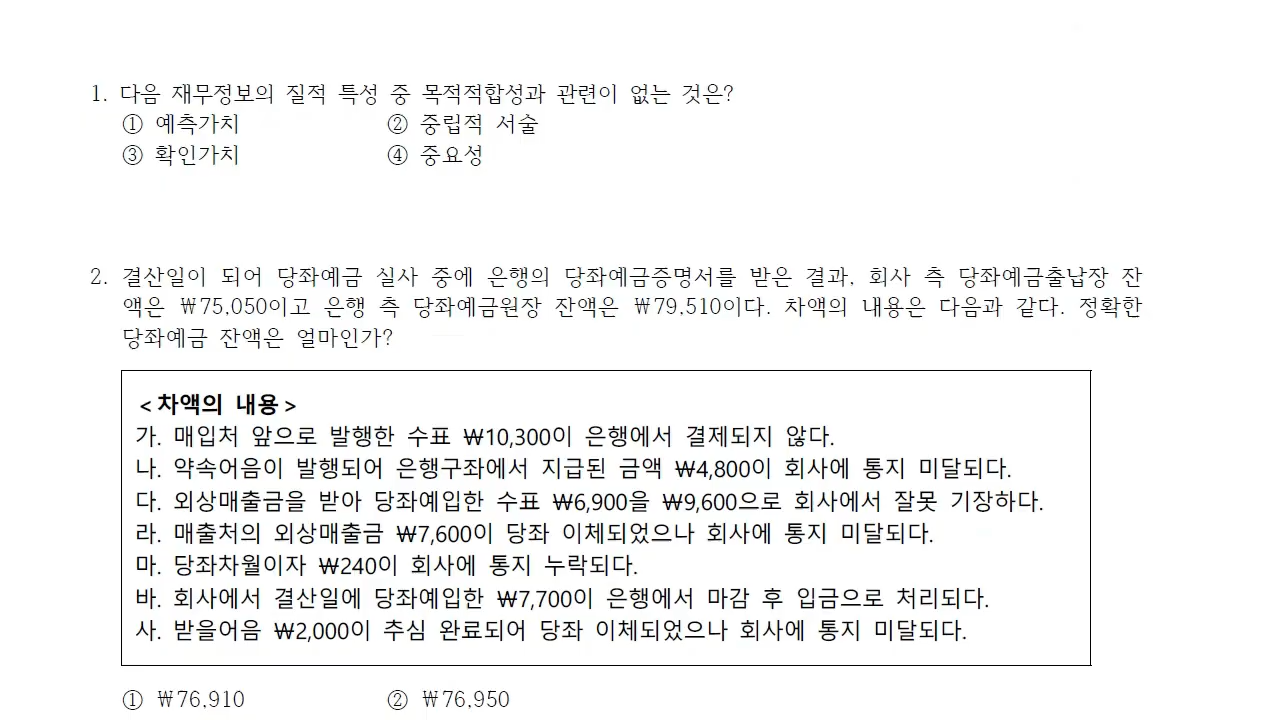 1. 다음 재무정보의 질적 특성 중 목적적합성과 관련이 없는 것은?
① 예측가치 ② 중립적 서술
③ 확인가치 ④ 중요성
2. 결산일이 되어 당좌예금 실사 중에 은행의 당좌예금증명서를 받은 결과, 회사 측 당좌예금출납장 잔
액은 ₩75,050이고 은행 측 당좌예금원장 잔액은 ₩79,510이다. 차액의 내용은 다음과 같다. 정확한
당좌예금 잔액은 얼마인가?
<차액의 내용>
가. 매입처 앞으로 발행한 수표 ₩10,300이 은행에서 결제되지 않다.
나. 약속어음이 발행되어 은행구좌에서 지급된 금액 ₩4,800이 회사에 통지 미달되다.
다. 외상매출금을 받아 당좌예입한 수표 ₩6,900을 ₩9,600으로 회사에서 잘못 기장하다.
라. 매출처의 외상매출금 ₩7,600이 당좌 이체되었으나 회사에 통지 미달되다.
마. 당좌차월이자 ₩240이 회사에 통지 누락되다.
바. 회사에서 결산일에 당좌예입한 ₩7,700이 은행에서 마감 후 입금으로 처리되다.
사. 받을어음 ₩2,000이 추심 완료되어 당좌 이체되었으나 회사에 통지 미달되다.
① ₩76,910 ② ₩76,950